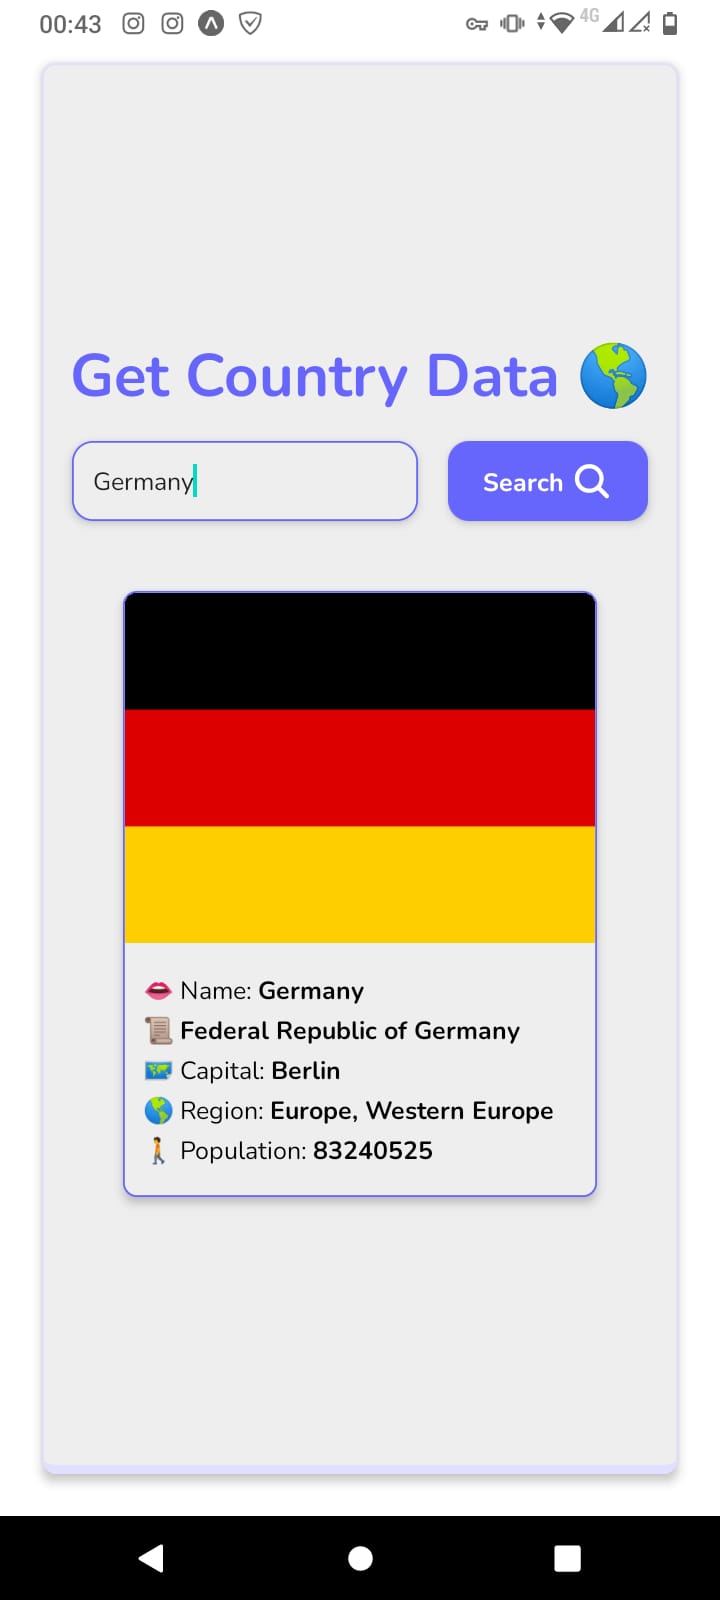 00:43
4G
Get Country Data
Germany
Search
Name: Germany
Federal Republic of Germany
Capital: Berlin
Region: Europe, Western Europe
Population: 83240525